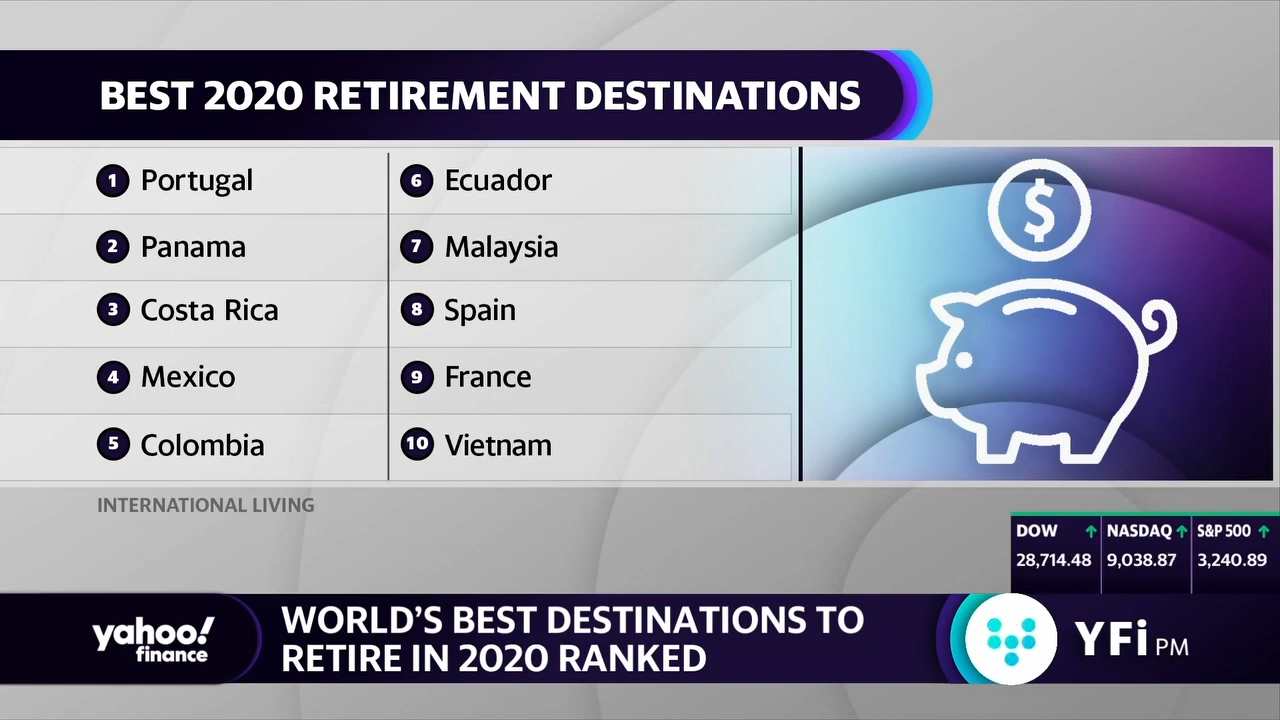 BEST 2020 RETIREMENT DESTINATIONS
1 Portugal
2 Panama
3 Costa Rica
4 Mexico
5 Colombia
6 Ecuador
7 Malaysia
8 Spain
9 France
10 Vietnam
$
INTERNATIONAL LIVING
DOW NASDAQ S&P 500
28,714.48 9,038.87 3,240.89
yahoo!
finance
WORLD'S BEST DESTINATIONS TO
RETIRE IN 2020 RANKED
YFi PM